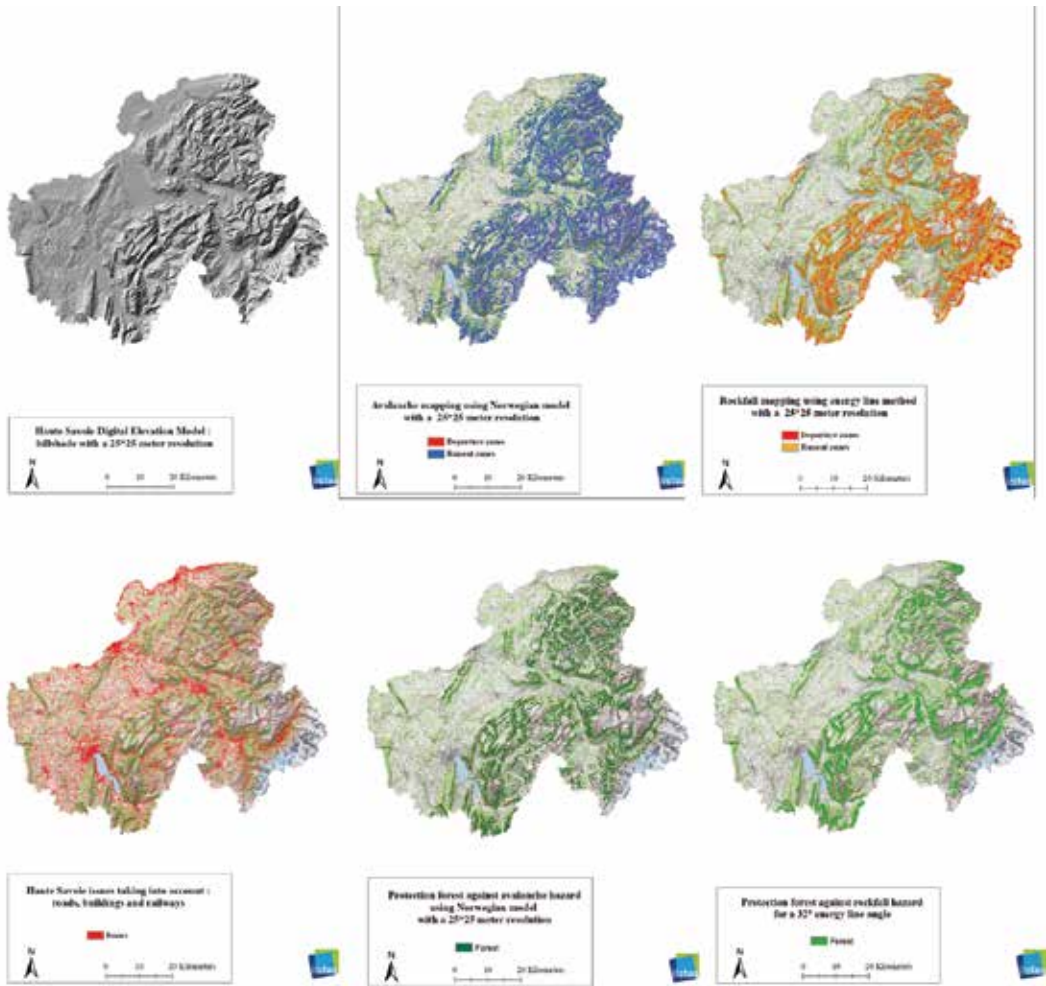 Haute Savoie Digital Elevation Model :
hillshade with a 25*25 meter resolution
N
0 10 20 Kilometers
Avalanche mapping using Norwegian model
with a 25*25 meter resolution
Departure zones
Runout zones
N
0 10 20 Kilometers
Rockfall mapping using energy line method
with a 25*25 meter resolution
Departure zones
Runout zones
N
0 10 20 Kilometers
Haute Savoie issues taking into account :
roads, buildings and railways
Issues
N
0 10 20 Kilometers
Protection forest against avalanche hazard
using Norwegian model
with a 25*25 meter resolution
Forest
N
0 10 20 Kilometers
Protection forest against rockfall hazard
for a 32° energy line angle
Forest
N
0 10 20 Kilometers